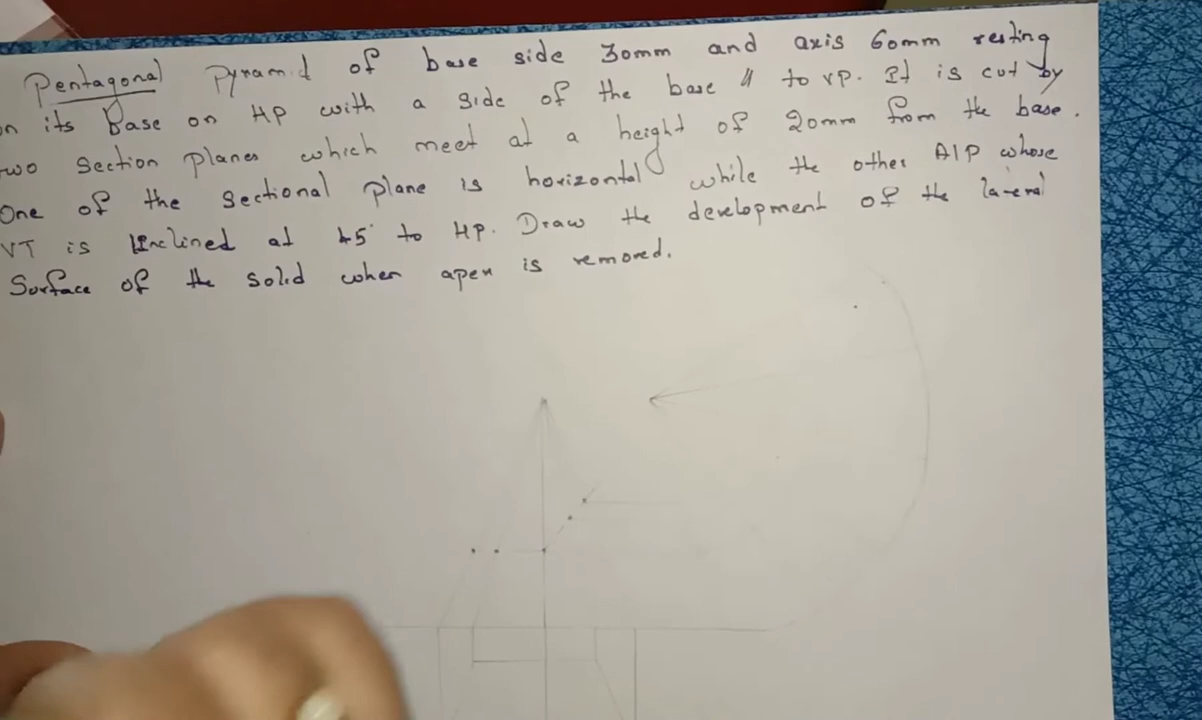 Pentagonal Pyramid of base side 30mm and axis 60mm resting
on its Base on HP with a side of the base 11 to VP. It is cut by
two section planes which meet at a height of 20mm from the base.
One of the sectional plane is horizontal while the other AIP whose
VT is Inclined at 45° to HP. Draw the development of the lateral
Surface of the solid when apex is removed.